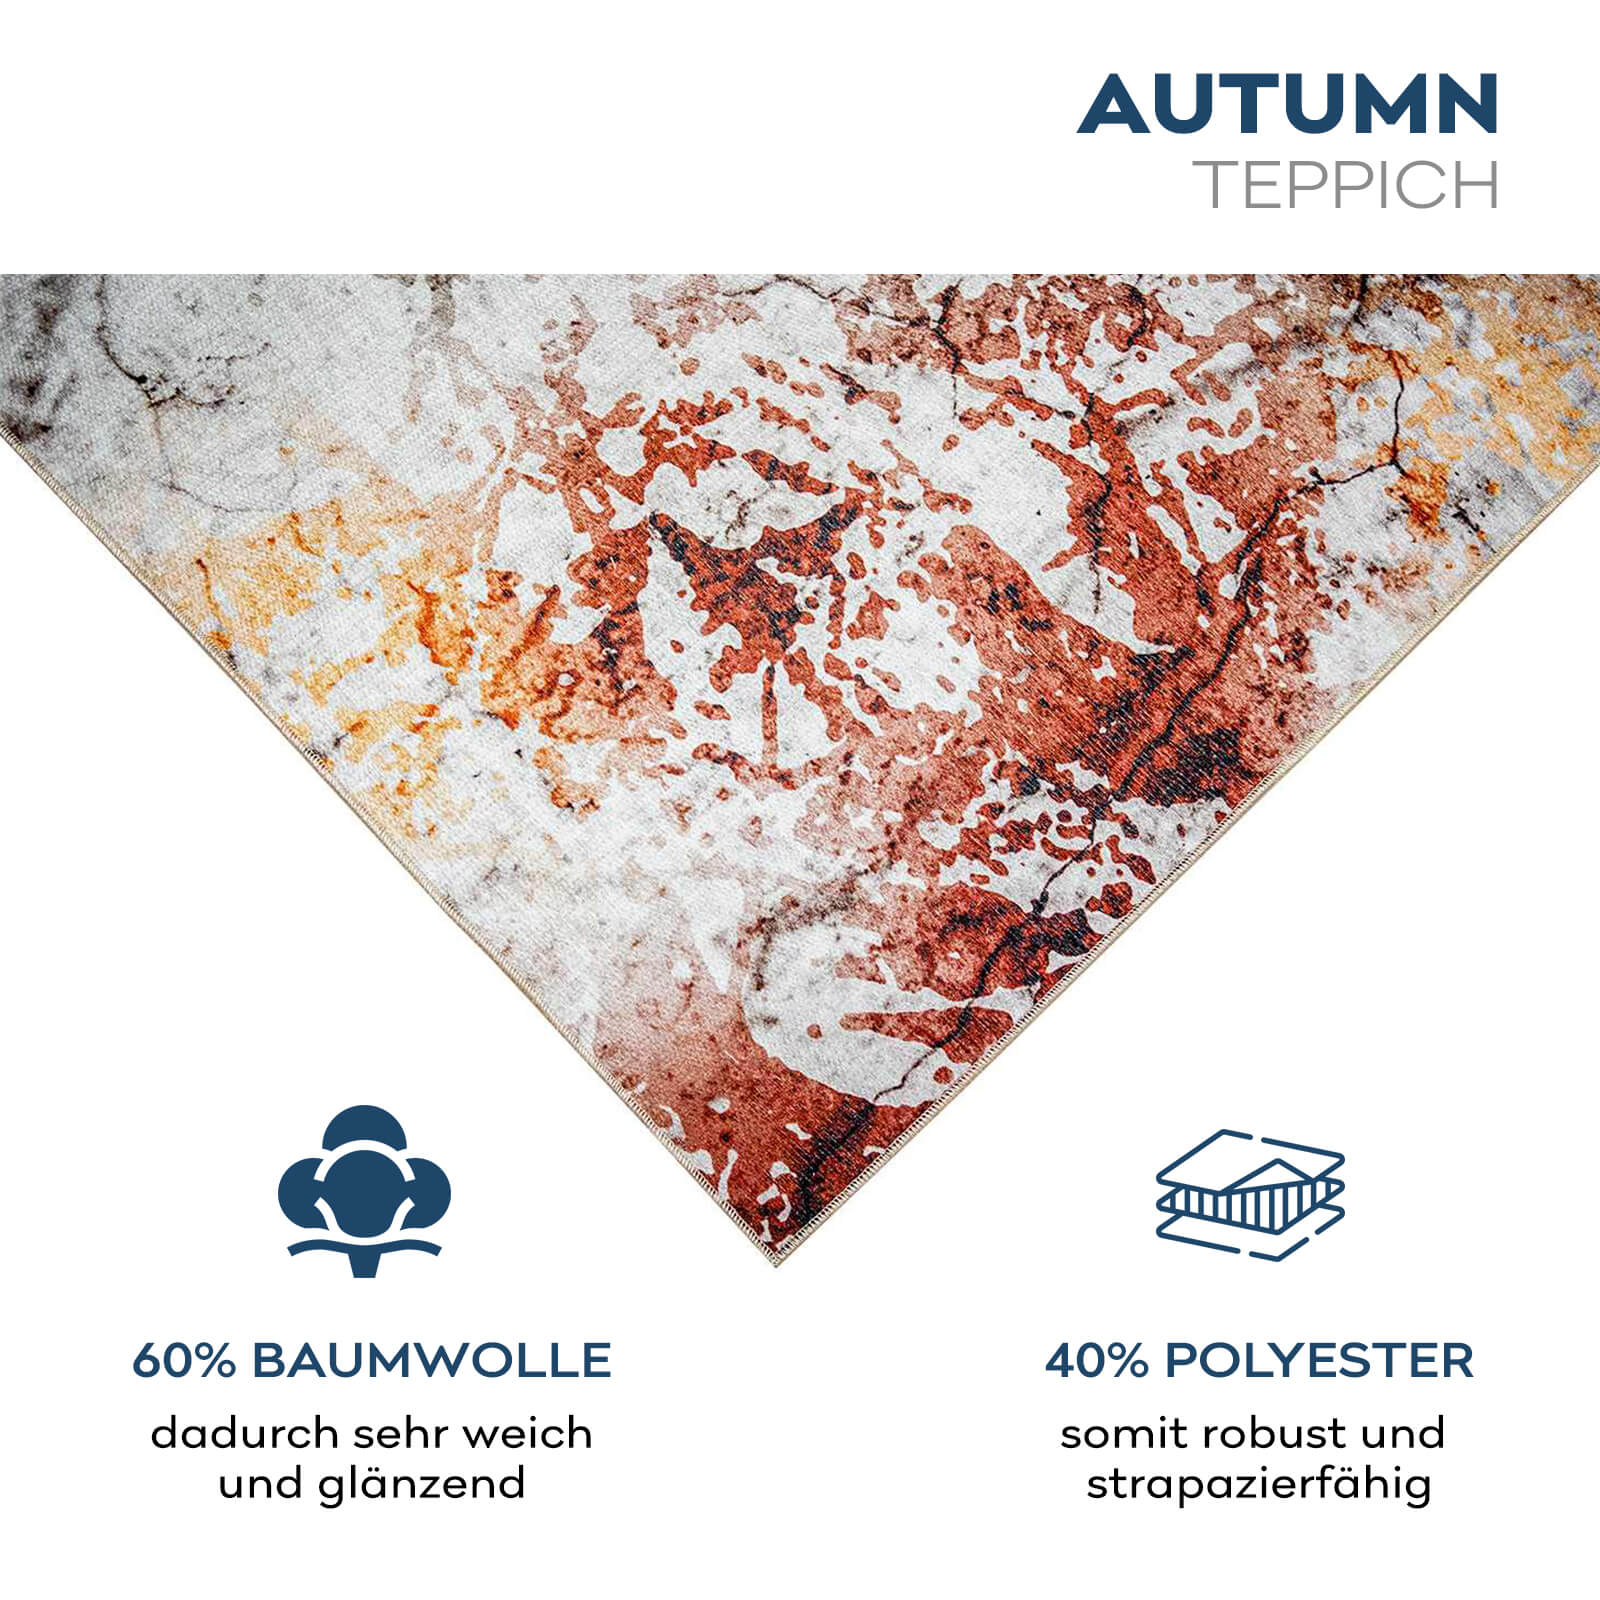 AUTUMN
TEPPICH
60% BAUMWOLLE
dadurch sehr weich
und glänzend
40% POLYESTER
somit robust und
strapazierfähig